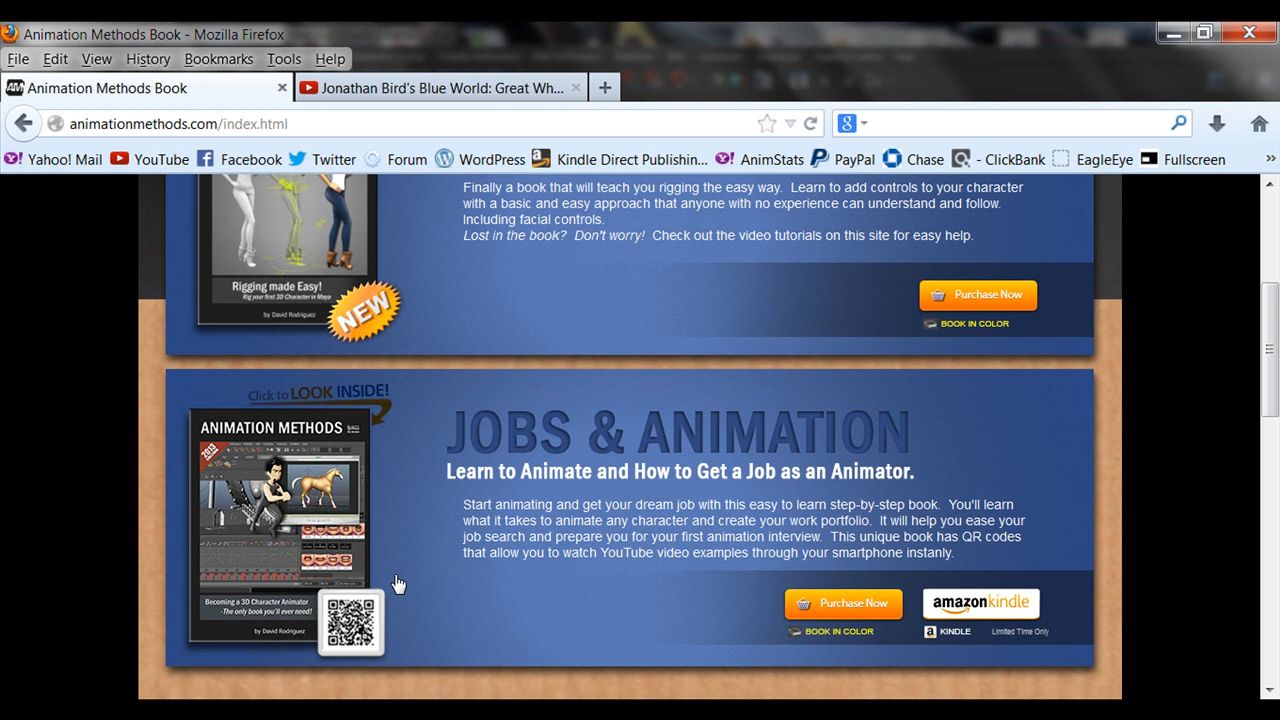 Animation Methods Book - Mozilla Firefox
File Edit View History Bookmarks Tools Help
Animation Methods Book
Jonathan Bird's Blue World: Great Wh...
animationmethods.com/index.html
Yahoo! Mail YouTube Facebook Twitter Forum WordPress Kindle Direct Publishin... AnimStats PayPal Chase - ClickBank EagleEye Fullscreen »
Finally a book that will teach you rigging the easy way. Learn to add controls to your character
with a basic and easy approach that anyone with no experience can understand and follow.
Including facial controls.
Lost in the book? Don't worry! Check out the video tutorials on this site for easy help.
Rigging made Easy!
Rig your first 3D Character in Maya
by David Rodriguez
NEW
Purchase Now
BOOK IN COLOR
Click to LOOK INSIDE!
ANIMATION METHODS
2013
Becoming a 3D Character Animator
-The only book you'll ever need!
by David Rodriguez
JOBS & ANIMATION
Learn to Animate and How to Get a Job as an Animator.
Start animating and get your dream job with this easy to learn step-by-step book. You'll learn
what it takes to animate any character and create your work portfolio. It will help you ease your
job search and prepare you for your first animation interview. This unique book has QR codes
that allow you to watch YouTube video examples through your smartphone instanly.
Purchase Now
amazonkindle
BOOK IN COLOR
KINDLE
Limited Time Only